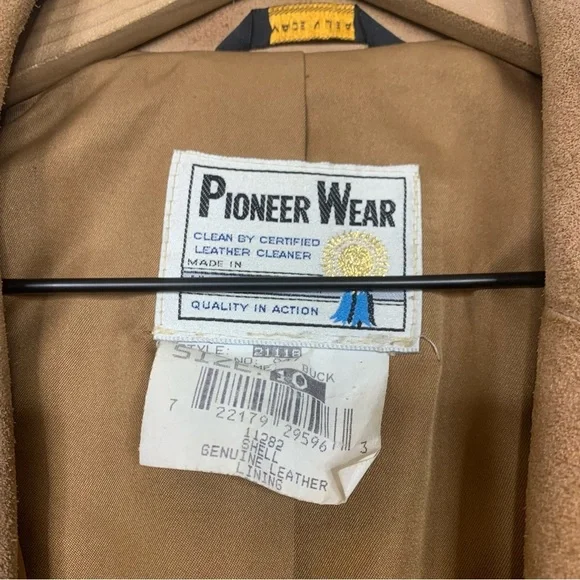 PIONEER WEAR
CLEAN BY CERTIFIED
LEATHER CLEANER
MADE IN
QUALITY IN ACTION
STYLE: 21116
SIZE:
BUCK
7 22179 29596 3
11282
SHELL
GENUINE LEATHER
LINING